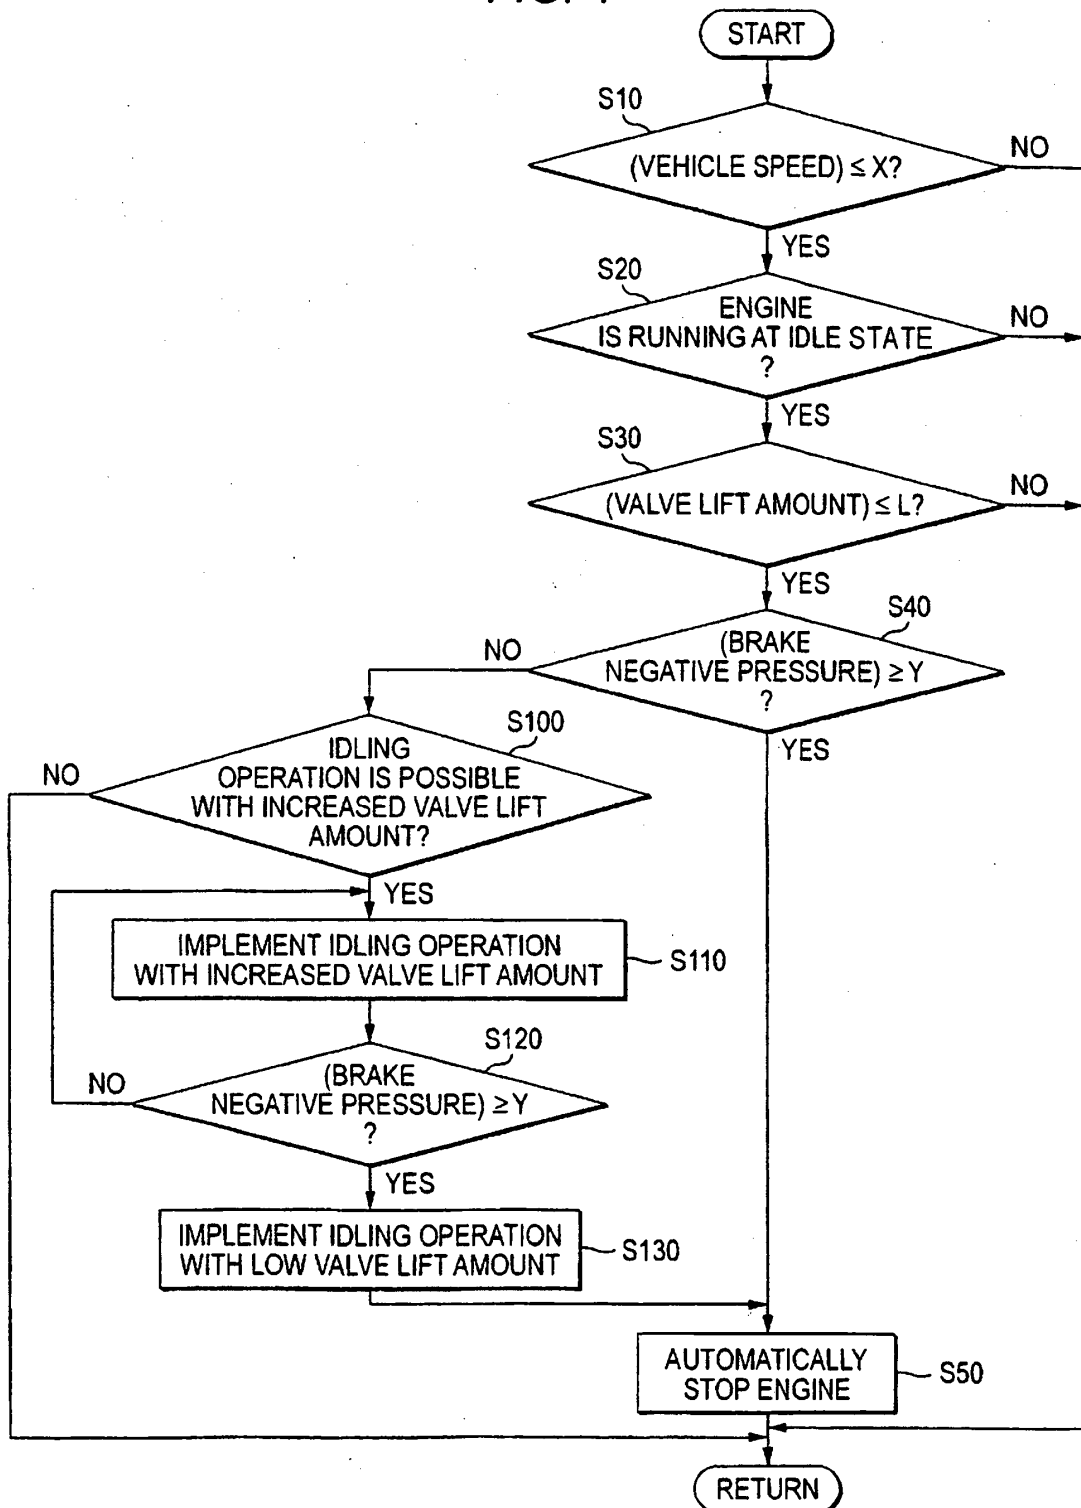 START
S10
(VEHICLE SPEED) ≤ X?
NO
YES
S20
ENGINE
IS RUNNING AT IDLE STATE
?
NO
YES
S30
(VALVE LIFT AMOUNT) ≤ L?
NO
YES
S40
(BRAKE
NEGATIVE PRESSURE) ≥ Y
?
NO
YES
S100
IDLING
OPERATION IS POSSIBLE
WITH INCREASED VALVE LIFT
AMOUNT?
NO
YES
IMPLEMENT IDLING OPERATION
WITH INCREASED VALVE LIFT AMOUNT
S110
S120
(BRAKE
NEGATIVE PRESSURE) ≥ Y
?
NO
YES
IMPLEMENT IDLING OPERATION
WITH LOW VALVE LIFT AMOUNT
S130
AUTOMATICALLY
STOP ENGINE
S50
RETURN